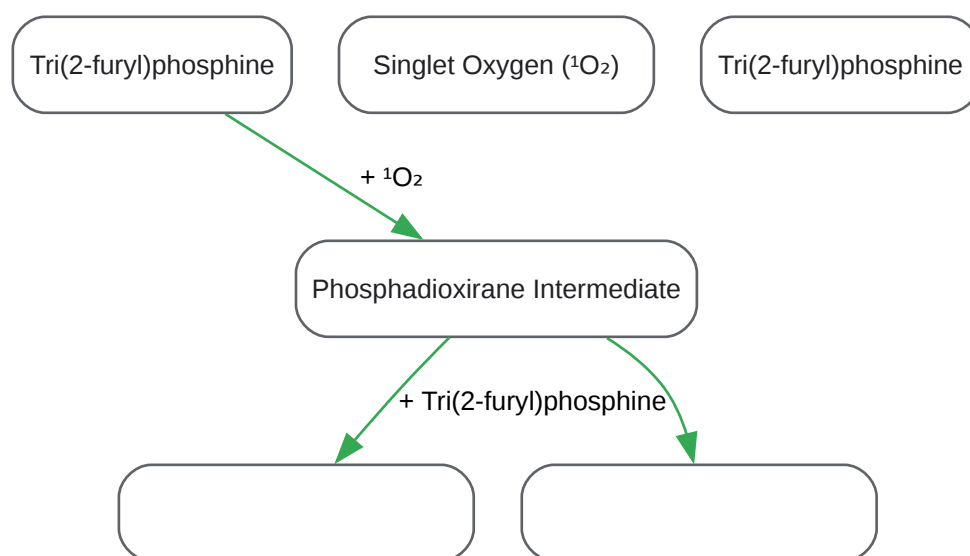 Tri(2-furyl)phosphine
Singlet Oxygen (¹O₂)
Tri(2-furyl)phosphine
+ ¹O₂
Phosphadioxirane Intermediate
+ Tri(2-furyl)phosphine